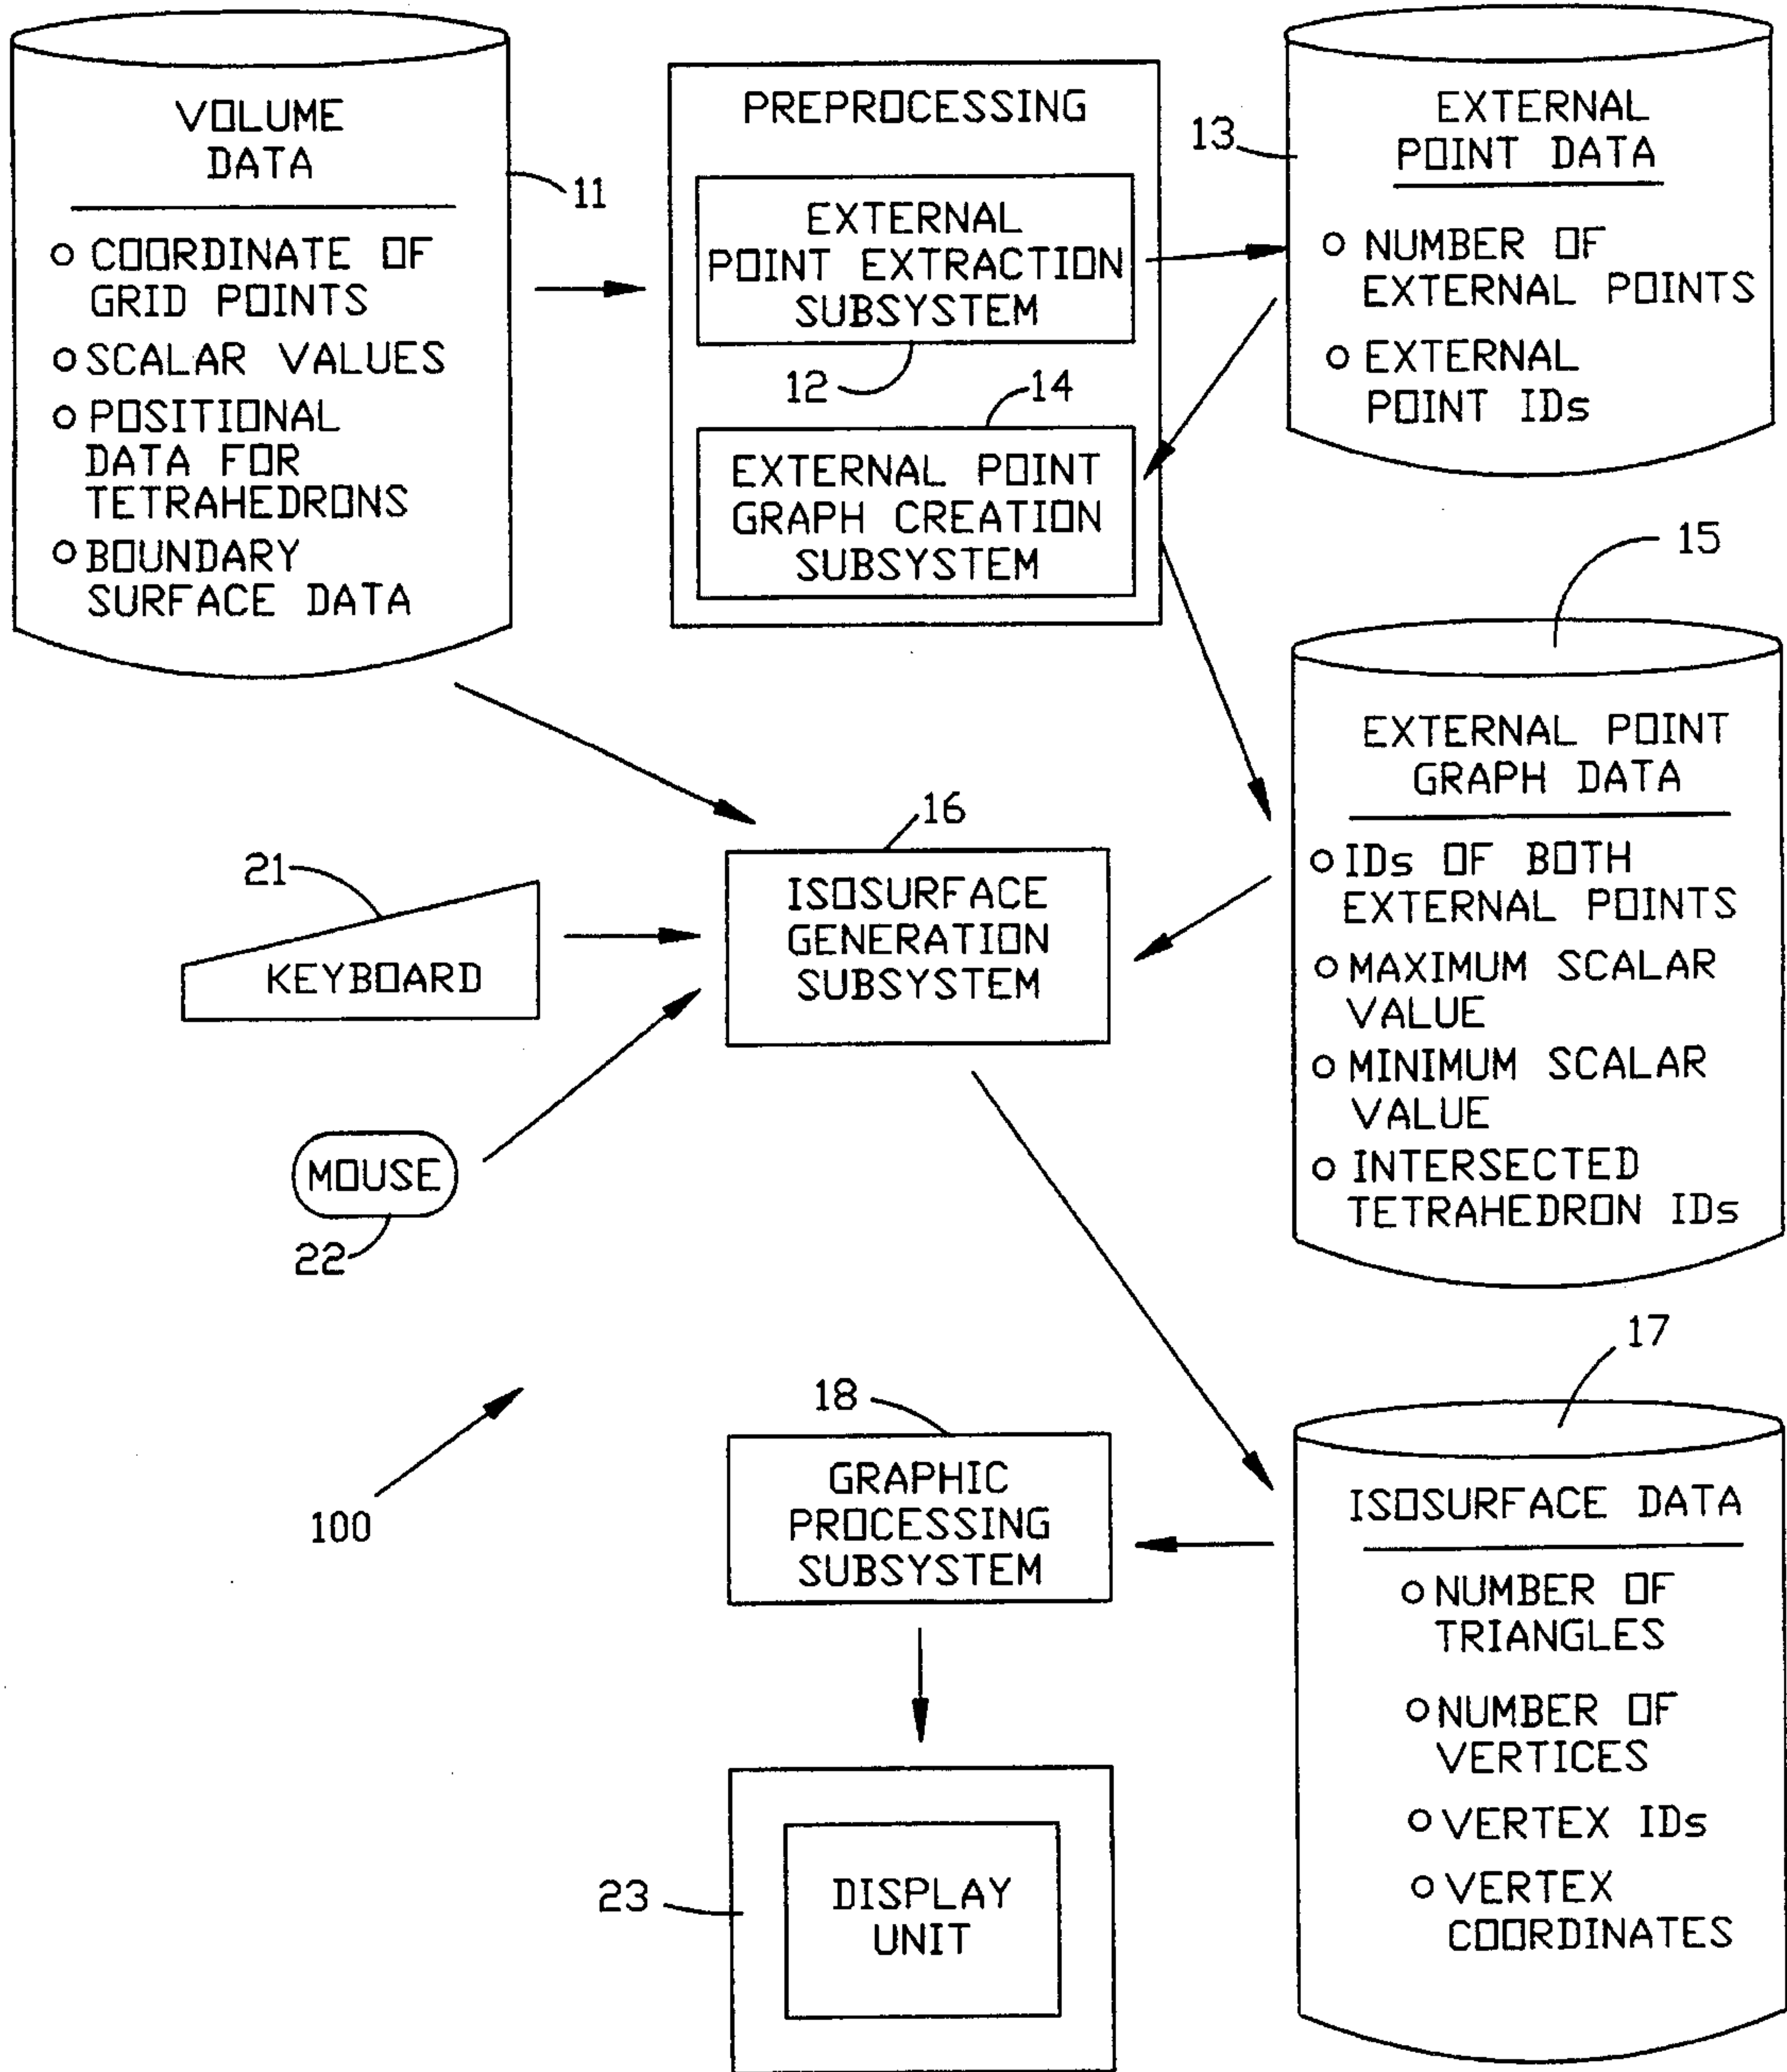 VOLUME
DATA
o COORDINATE OF
GRID POINTS
o SCALAR VALUES
o POSITIONAL
DATA FOR
TETRAHEDRONS
o BOUNDARY
SURFACE DATA
11
PREPROCESSING
EXTERNAL
POINT EXTRACTION
SUBSYSTEM
12
14
EXTERNAL POINT
GRAPH CREATION
SUBSYSTEM
13
EXTERNAL
POINT DATA
o NUMBER OF
EXTERNAL POINTS
o EXTERNAL
POINT IDs
15
EXTERNAL POINT
GRAPH DATA
o IDs OF BOTH
EXTERNAL POINTS
o MAXIMUM SCALAR
VALUE
o MINIMUM SCALAR
VALUE
o INTERSECTED
TETRAHEDRON IDs
16
ISOSURFACE
GENERATION
SUBSYSTEM
21
KEYBOARD
MOUSE
22
100
17
ISOSURFACE DATA
o NUMBER OF
TRIANGLES
o NUMBER OF
VERTICES
o VERTEX IDs
o VERTEX
COORDINATES
18
GRAPHIC
PROCESSING
SUBSYSTEM
23
DISPLAY
UNIT